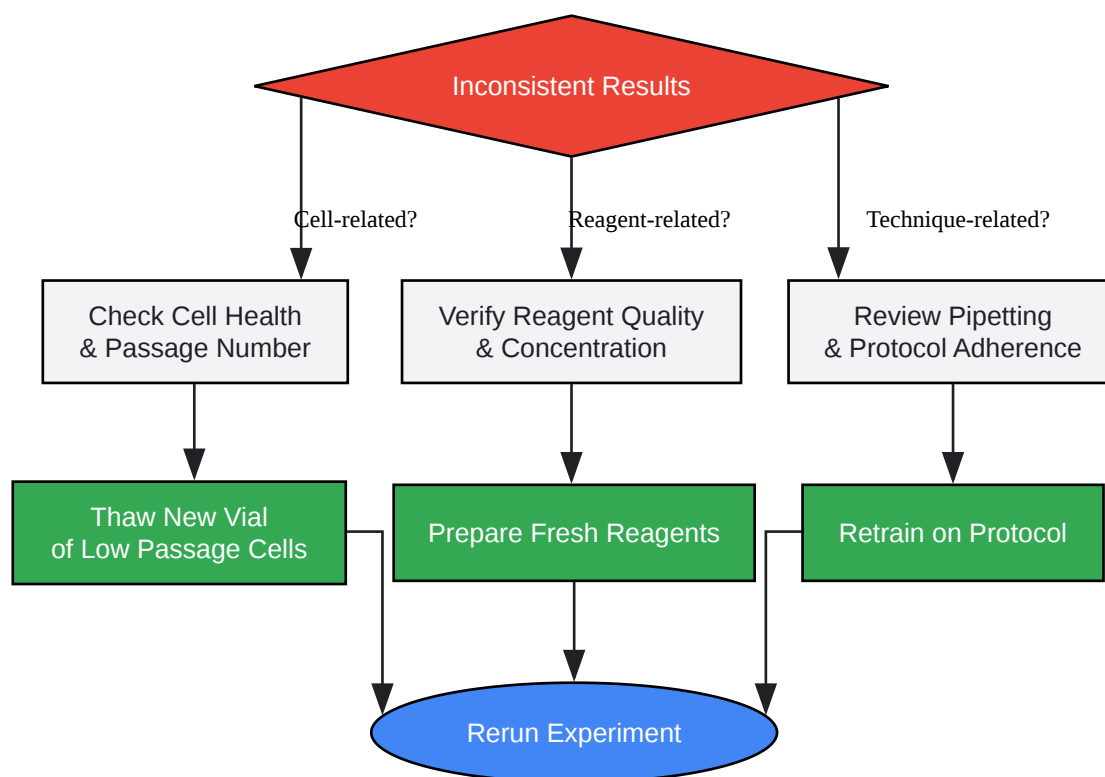 Inconsistent Results
Cell-related?
Reagent-related?
Technique-related?
Check Cell Health
& Passage Number
Verify Reagent Quality
& Concentration
Review Pipetting
& Protocol Adherence
Thaw New Vial
of Low Passage Cells
Prepare Fresh Reagents
Retrain on Protocol
Rerun Experiment